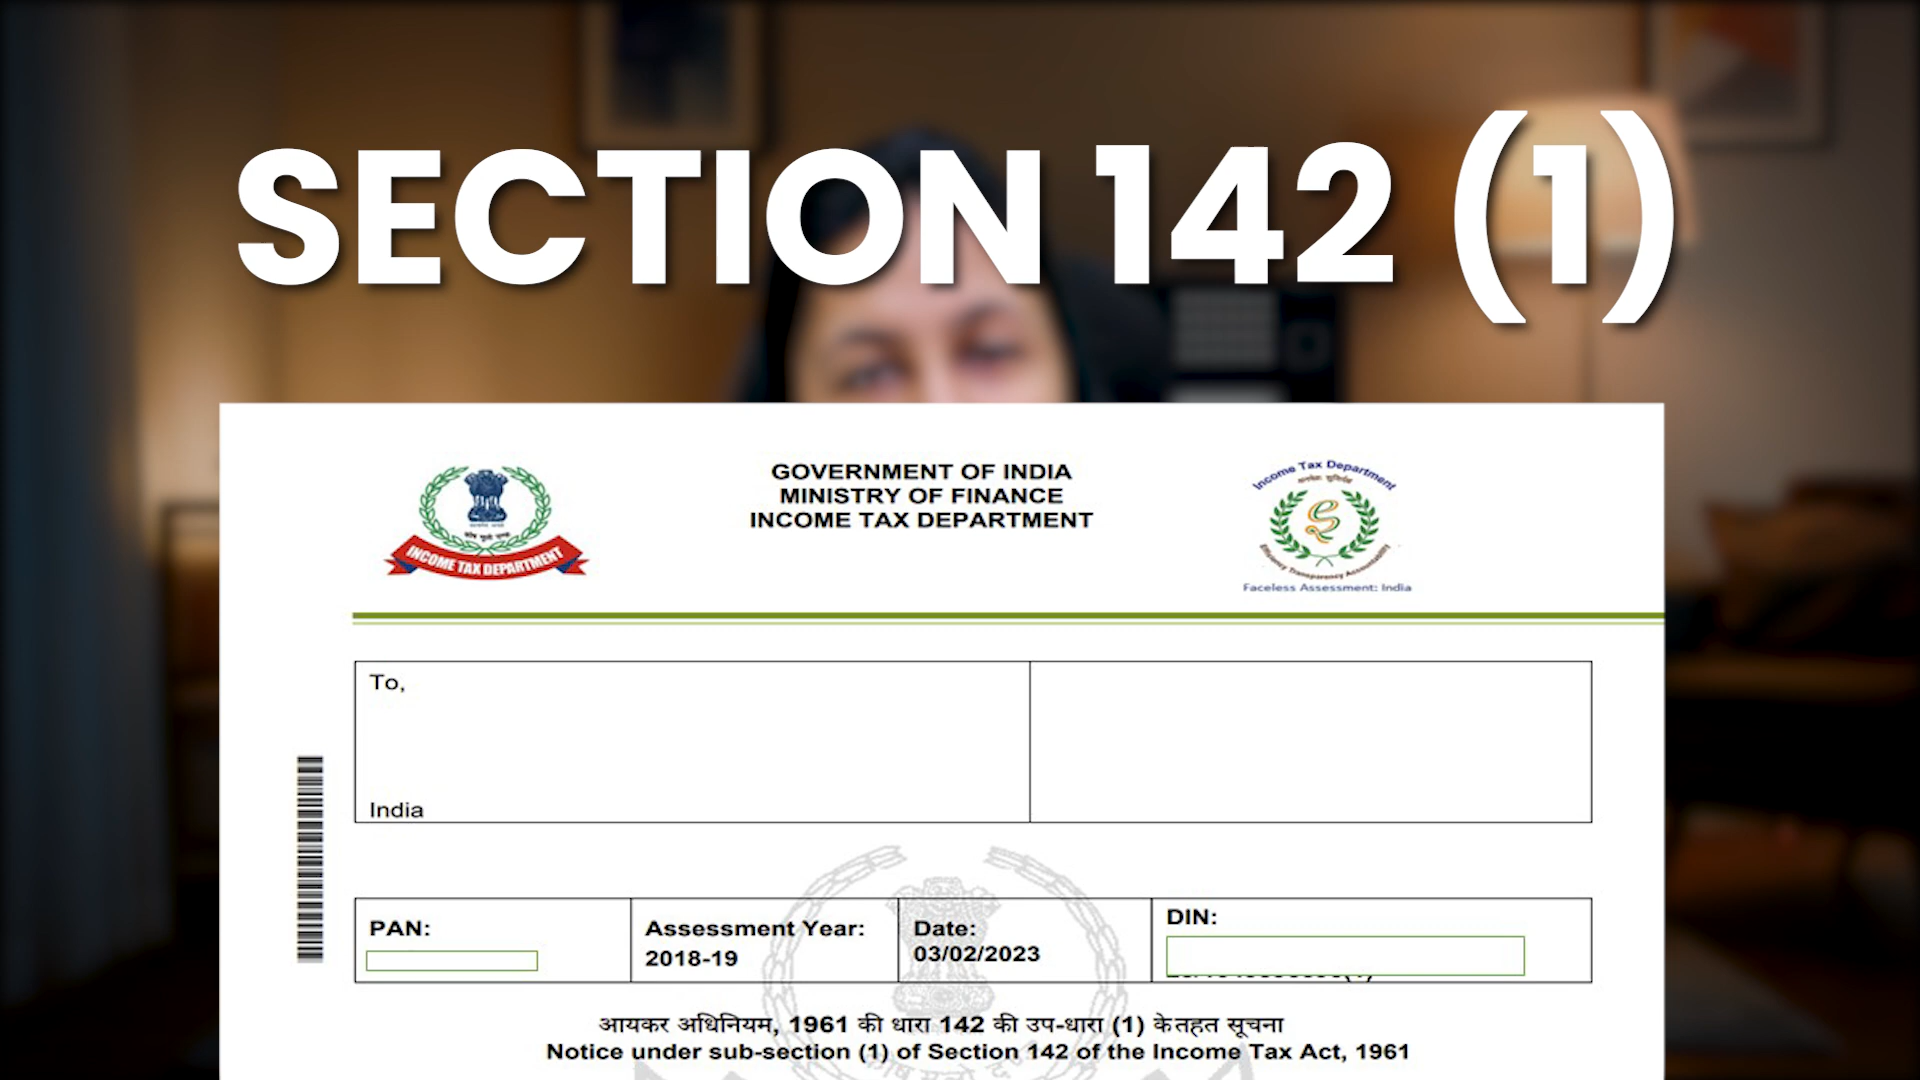 SECTION 142 (1)
GOVERNMENT OF INDIA
MINISTRY OF FINANCE
INCOME TAX DEPARTMENT
INCOME TAX DEPARTMENT
Income Tax Department
Faceless Assessment: India
To,
India
PAN:
Assessment Year:
2018-19
Date:
03/02/2023
DIN:
आयकर अधिनियम, 1961 की धारा 142 की उप-धारा (1) केतहत सूचना
Notice under sub-section (1) of Section 142 of the Income Tax Act, 1961